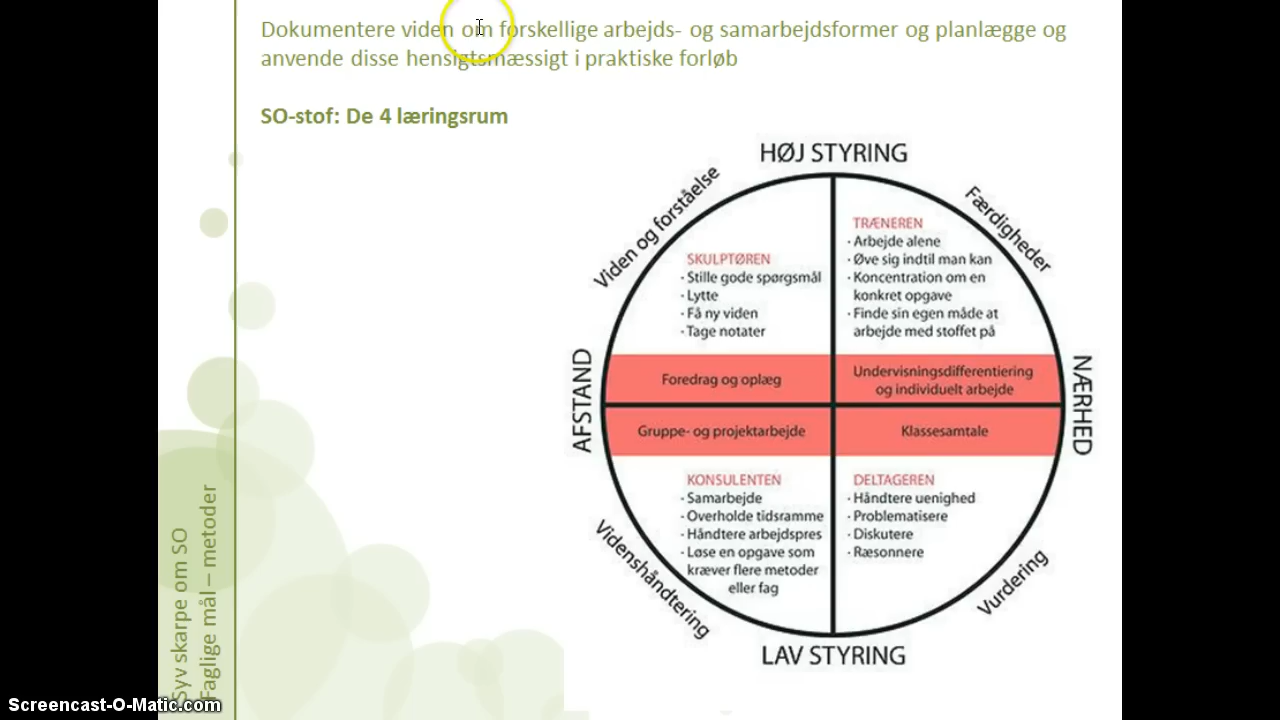 Dokumentere viden om forskellige arbejds- og samarbejdsformer og planlægge og
anvende disse hensigtsmæssigt i praktiske forløb
SO-stof: De 4 læringsrum
HØJ STYRING
Viden og forståelse
Færdigheder
SKULPTØREN
· Stille gode spørgsmål
· Lytte
· Få ny viden
· Tage notater
TRÆNEREN
· Arbejde alene
· Øve sig indtil man kan
· Koncentration om en
konkret opgave
· Finde sin egen måde at
arbejde med stoffet på
AFSTAND
NÆRHED
Foredrag og oplæg
Undervisningsdifferentiering
og individuelt arbejde
Gruppe- og projektarbejde
Klassesamtale
KONSULENTEN
· Samarbejde
· Overholde tidsramme
· Håndtere arbejdspres
· Løse en opgave som
kræver flere metoder
eller fag
DELTAGEREN
· Håndtere uenighed
· Problematisere
· Diskutere
· Ræsonnere
Videnshåndtering
Vurdering
LAV STYRING
Syv skarpe om SO
Faglige mål – metoder
Screencast-O-Matic.com